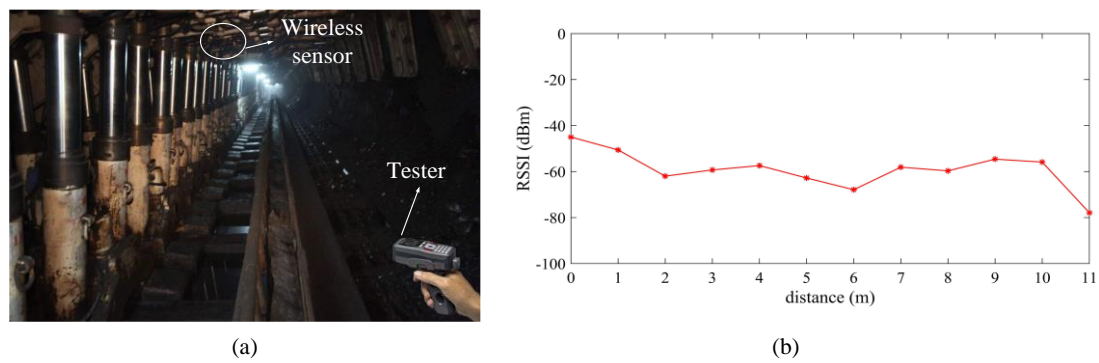 Wireless
sensor
Tester
(a)
0
-20
-40
-60
-80
-100
RSSI (dBm)
0 1 2 3 4 5 6 7 8 9 10 11
distance (m)
(b)